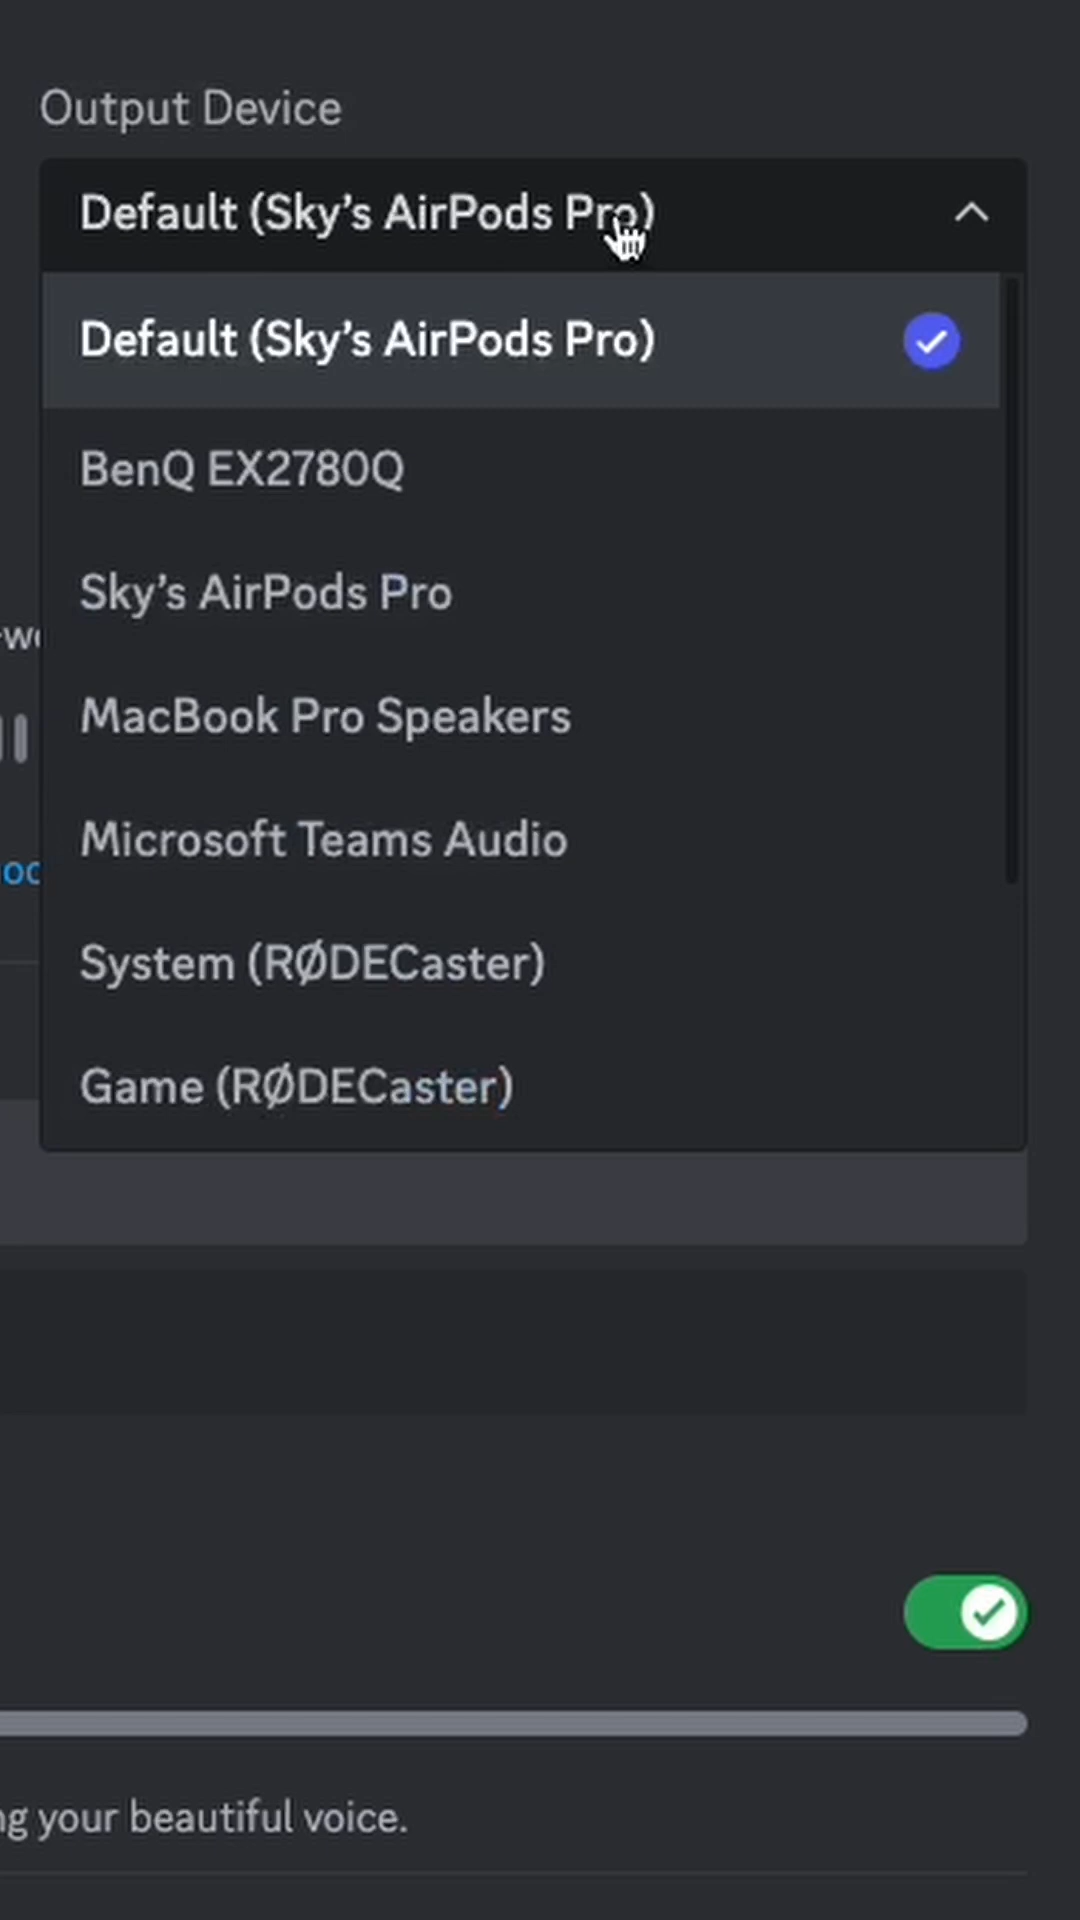 Output Device
Default (Sky’s AirPods Pro)
Default (Sky’s AirPods Pro)
BenQ EX2780Q
Sky’s AirPods Pro
MacBook Pro Speakers
Microsoft Teams Audio
System (RØDECaster)
Game (RØDECaster)
your beautiful voice.